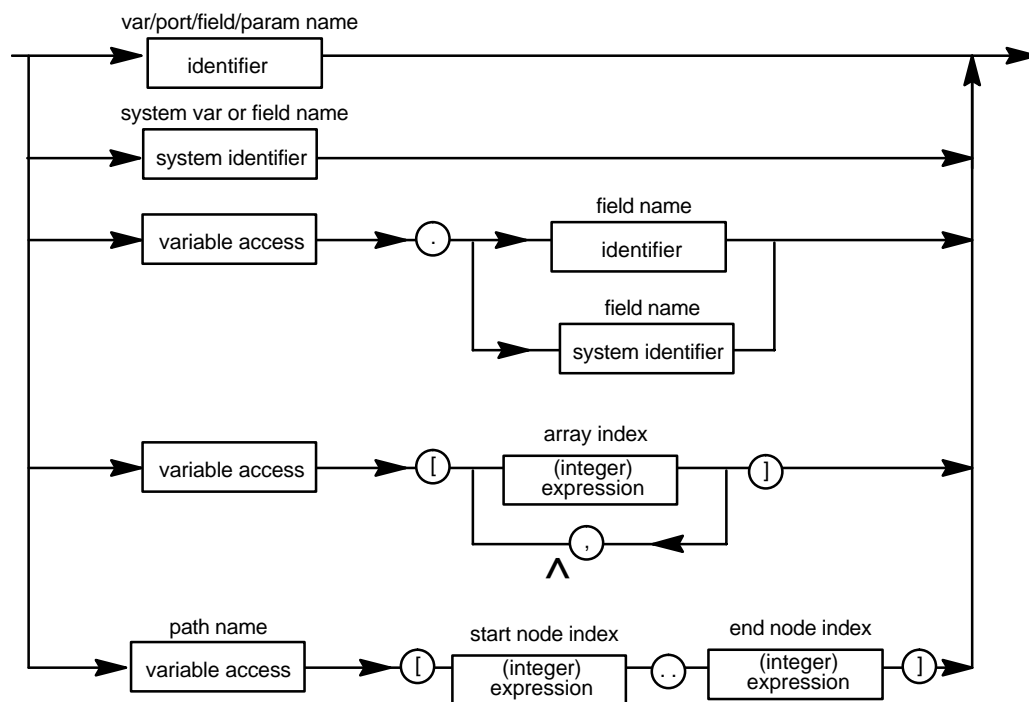 var/port/field/param name
identifier
system var or field name
system identifier
field name
variable access
.
identifier
field name
system identifier
array index
variable access
[
(integer)
expression
]
,
^
path name
start node index
end node index
variable access
[
(integer)
expression
. .
(integer)
expression
]